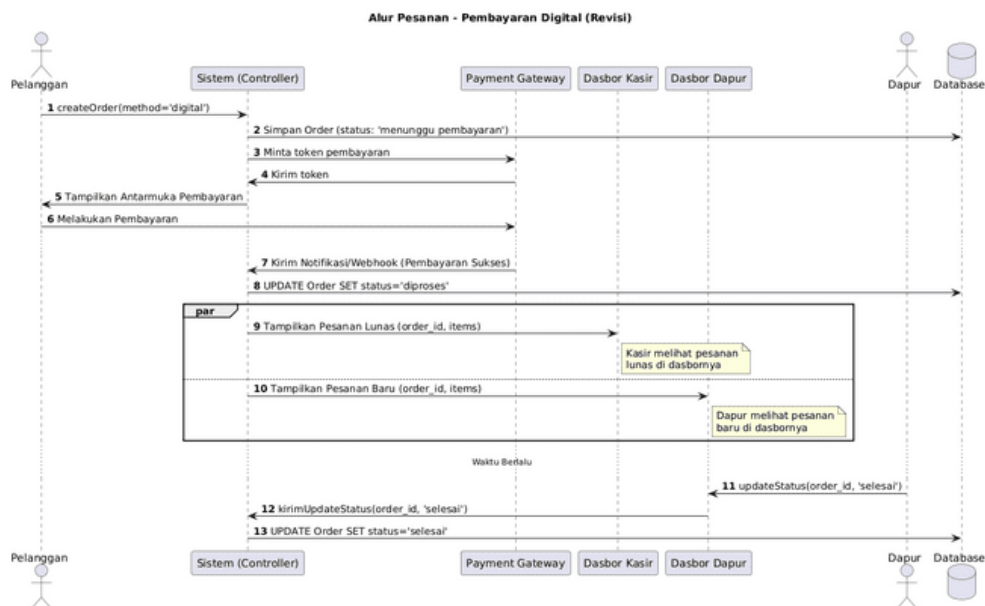 Alur Pesanan - Pembayaran Digital (Revisi)
Pelanggan
Sistem (Controller)
Payment Gateway
Dasbor Kasir
Dasbor Dapur
Dapur
Database
1 createOrder(method='digital')
2 Simpan Order (status: 'menunggu pembayaran')
3 Minta token pembayaran
4 Kirim token
5 Tampilkan Antarmuka Pembayaran
6 Melakukan Pembayaran
7 Kirim Notifikasi/Webhook (Pembayaran Sukses)
8 UPDATE Order SET status='diproses'
par
9 Tampilkan Pesanan Lunas (order_id, items)
Kasir melihat pesanan
lunas di dasbornya
10 Tampilkan Pesanan Baru (order_id, items)
Dapur melihat pesanan
baru di dasbornya
Waktu Berlalu
11 updateStatus(order_id, 'selesai')
12 kirimUpdateStatus(order_id, 'selesai')
13 UPDATE Order SET status='selesai'
Pelanggan
Sistem (Controller)
Payment Gateway
Dasbor Kasir
Dasbor Dapur
Dapur
Database